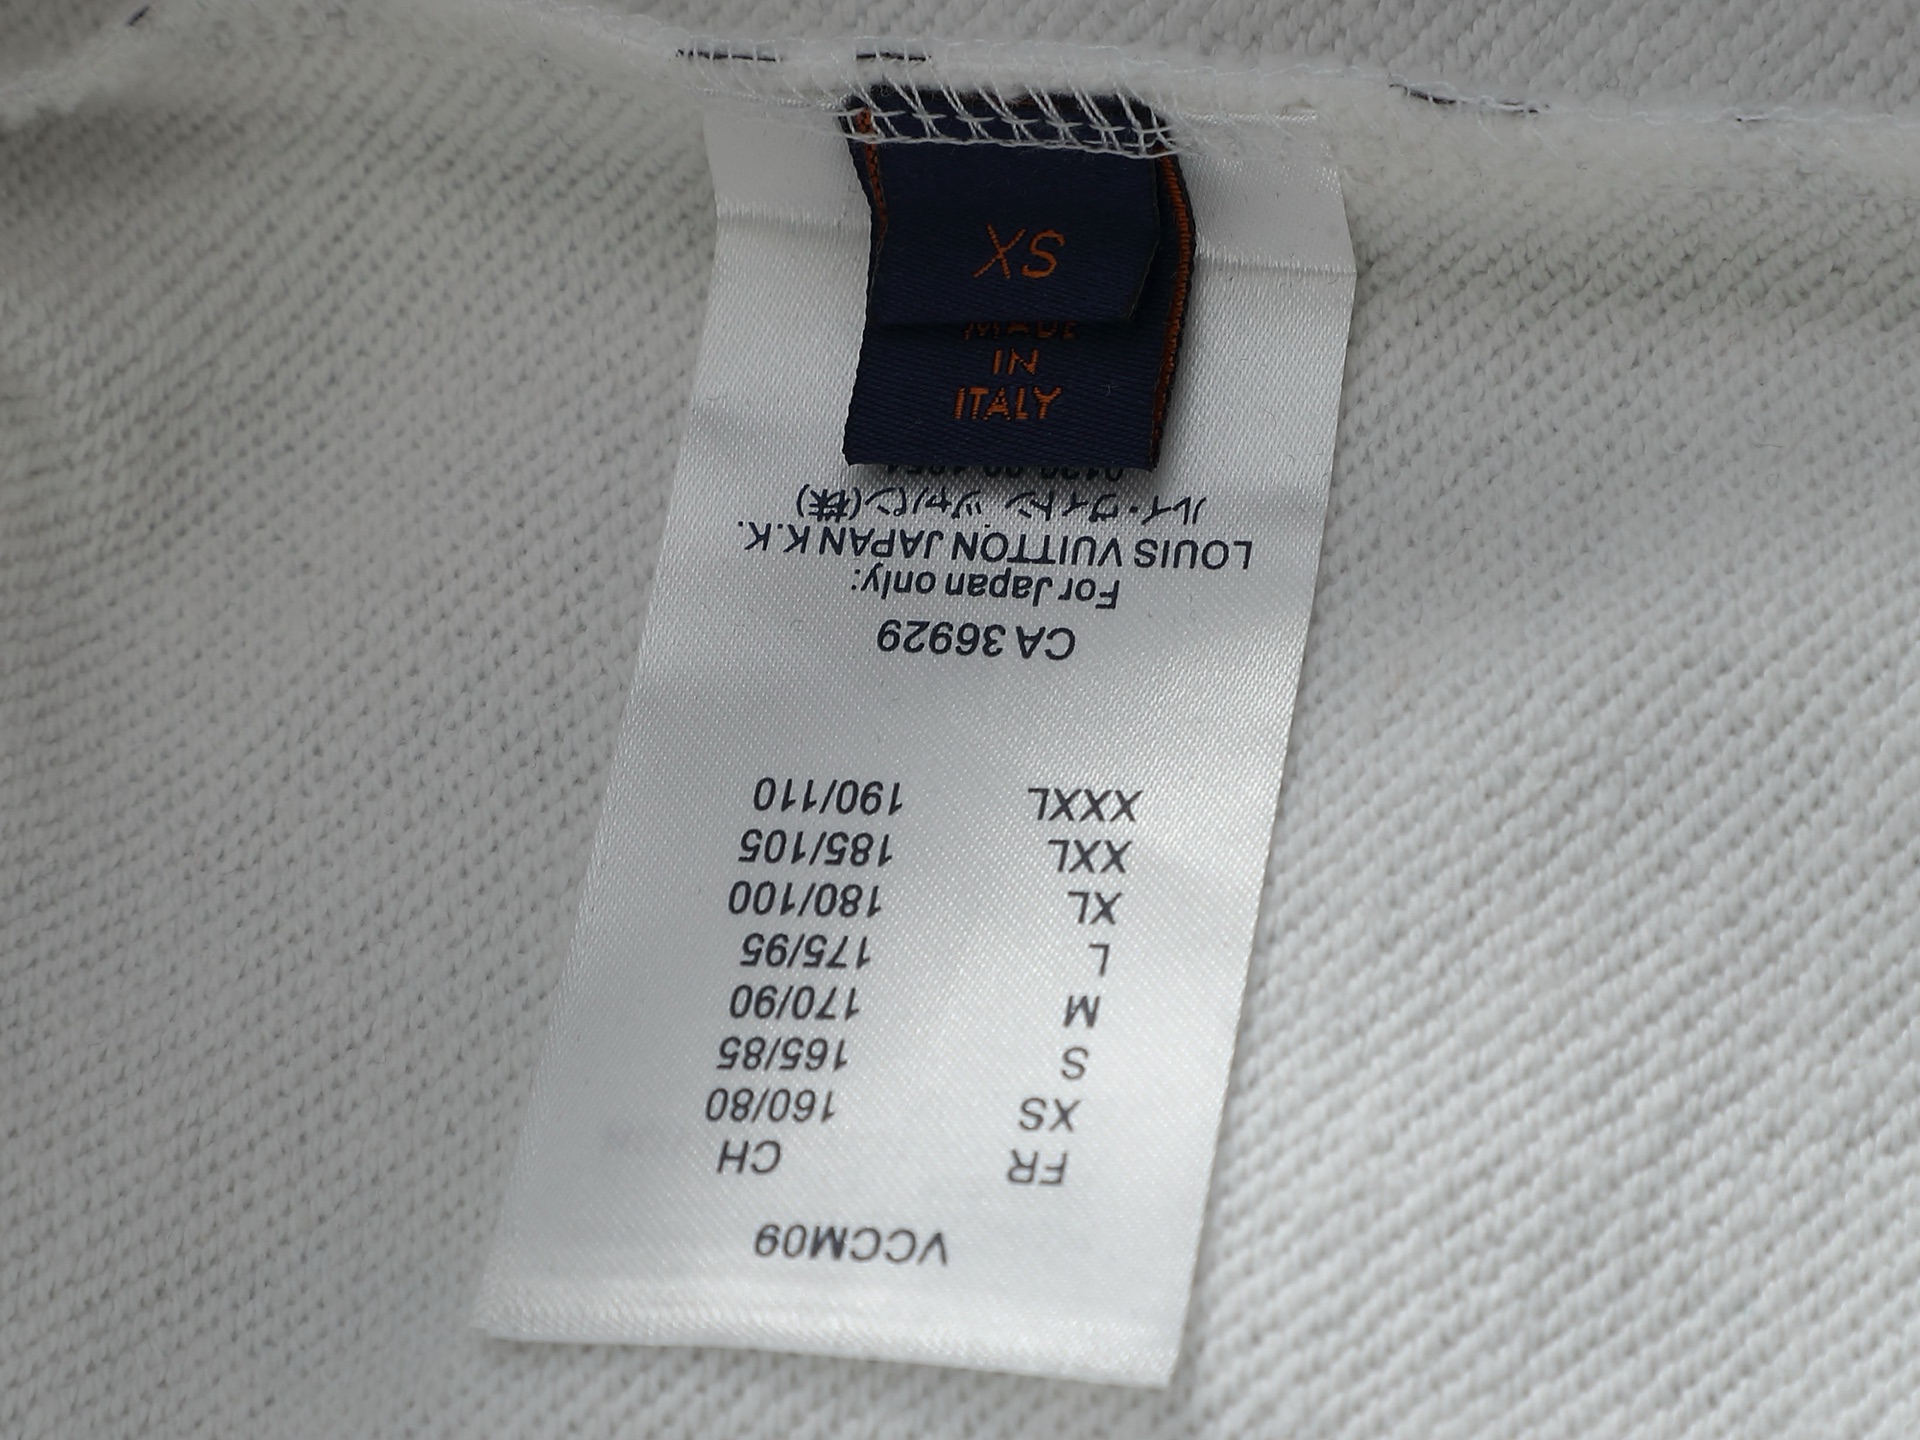 XS
MADE
IN
ITALY
VCCM09
FR CH
XS 160/80
S 165/85
M 170/90
L 175/95
XL 180/100
XXL 185/105
XXXL 190/110
CA 36929
For Japan only:
LOUIS VUITTON JAPAN K.K.
ルイ・ヴィトン ジャパン(株)